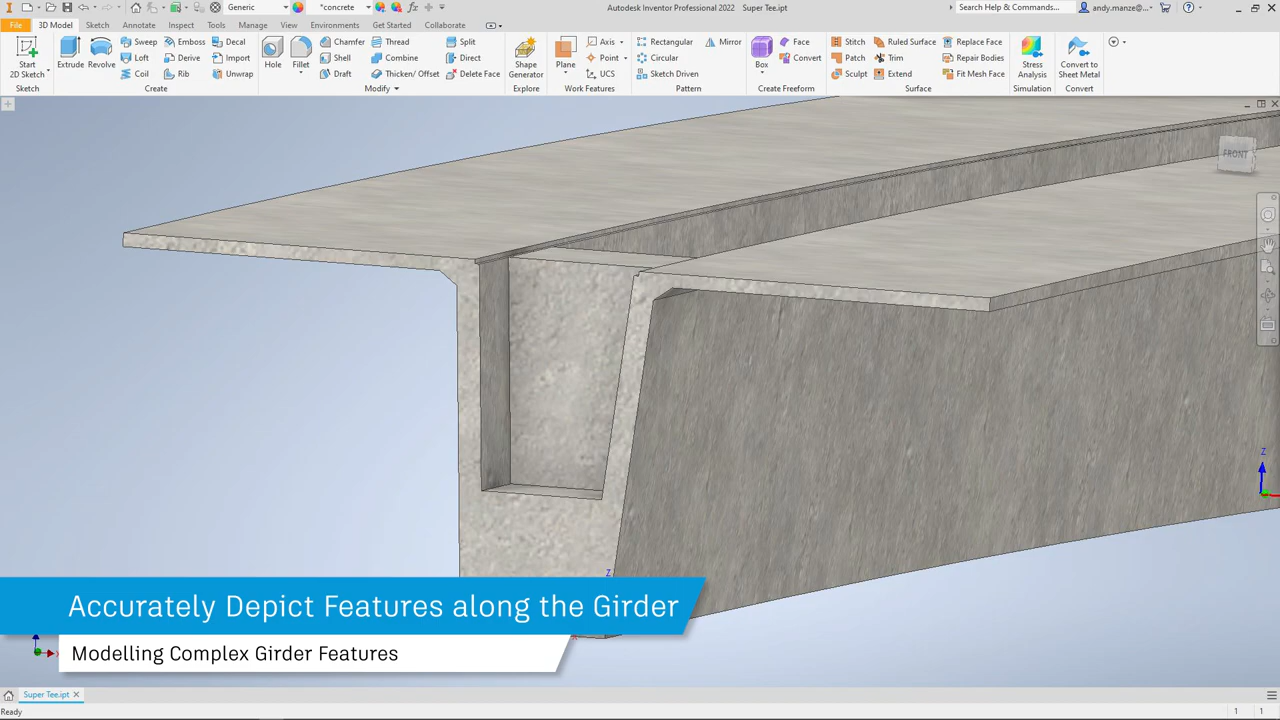 Generic
*concrete
Autodesk Inventor Professional 2022 Super Tee.ipt
Search Help & Commands...
andy.manze@...
File 3D Model Sketch Annotate Inspect Tools Manage View Environments Get Started Collaborate
Start
2D Sketch
Extrude
Revolve
Sweep
Loft
Coil
Emboss
Derive
Rib
Decal
Import
Unwrap
Create
Hole
Fillet
Chamfer
Shell
Draft
Thread
Combine
Thicken/ Offset
Split
Direct
Delete Face
Modify
Shape
Generator
Explore
Plane
Axis
Point
UCS
Work Features
Rectangular
Circular
Sketch Driven
Mirror
Pattern
Box
Face
Convert
Create Freeform
Stitch
Patch
Sculpt
Ruled Surface
Trim
Extend
Replace Face
Repair Bodies
Fit Mesh Face
Surface
Stress
Analysis
Simulation
Convert to
Sheet Metal
Convert
FRONT
Z
Z
Accurately Depict Features along the Girder
Modelling Complex Girder Features
Super Tee.ipt
Ready
1 1